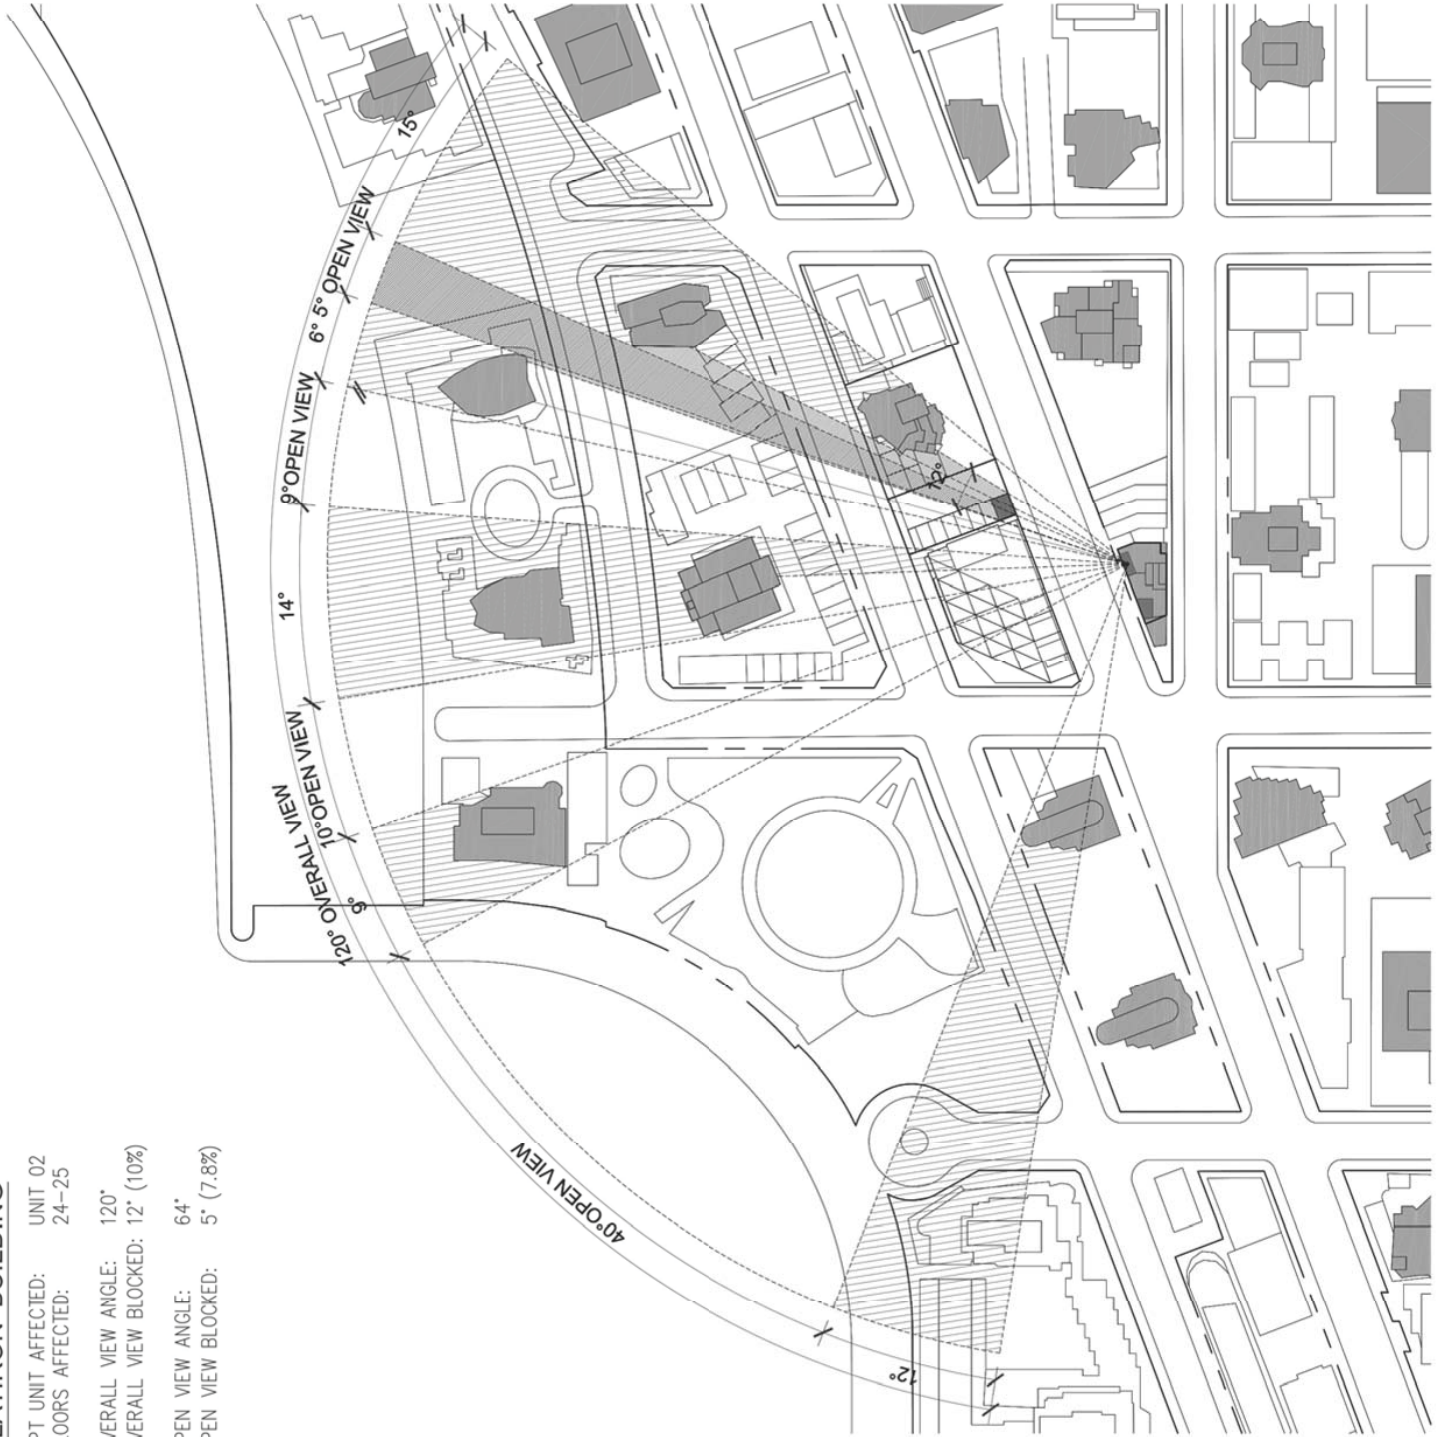 PT UNIT AFFECTED: UNIT 02
OORS AFFECTED: 24-25
VERALL VIEW ANGLE: 120°
VERALL VIEW BLOCKED: 12° (10%)
PEN VIEW ANGLE: 64°
PEN VIEW BLOCKED: 5° (7.8%)
15°
5° OPEN VIEW
6°
9°OPEN VIEW
14°
10°OPEN VIEW
120° OVERALL VIEW
9°
40°OPEN VIEW
12°
12°